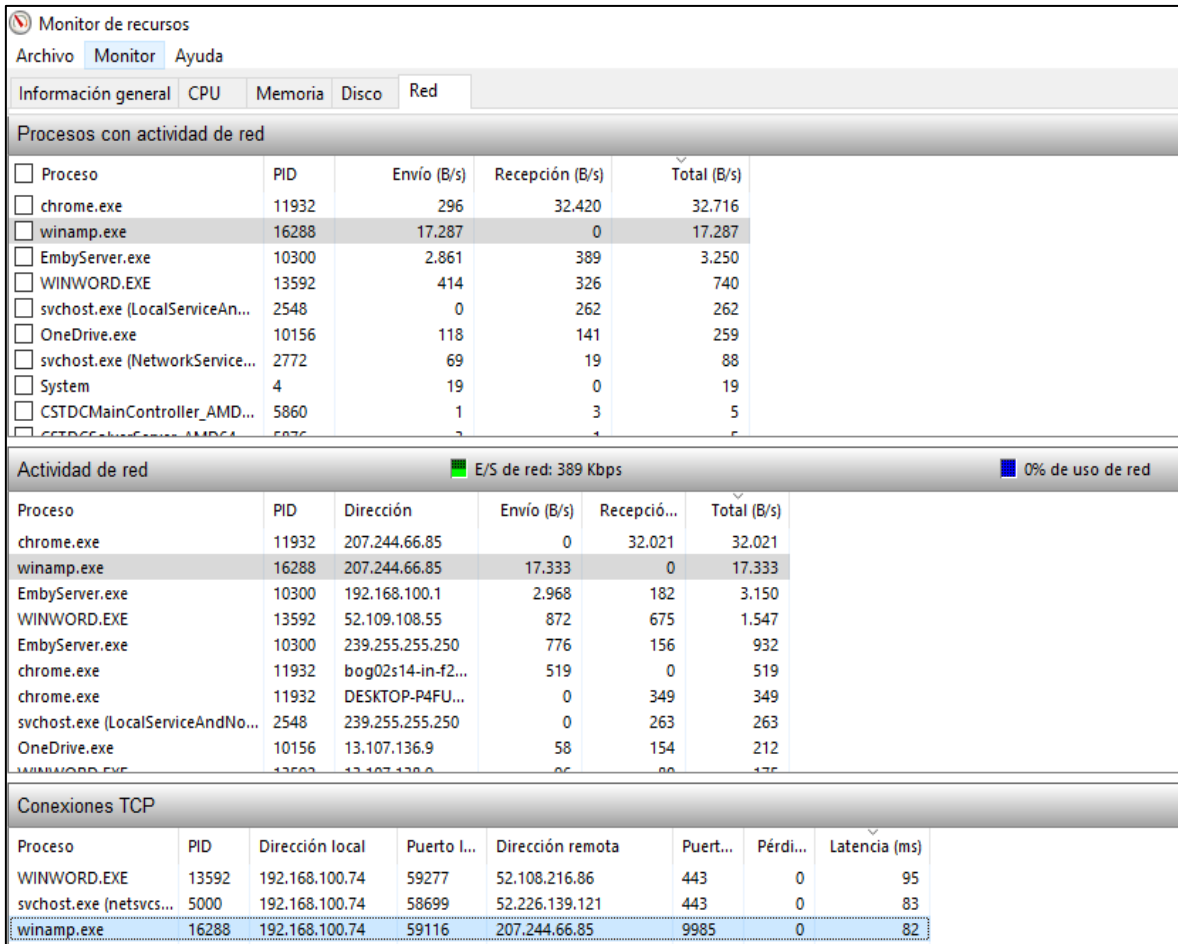 Monitor de recursos
Archivo Monitor Ayuda
Información general CPU Memoria Disco Red
Procesos con actividad de red
Proceso PID Envío (B/s) Recepción (B/s) Total (B/s)
chrome.exe 11932 296 32.420 32.716
winamp.exe 16288 17.287 0 17.287
EmbyServer.exe 10300 2.861 389 3.250
WINWORD.EXE 13592 414 326 740
svchost.exe (LocalServiceAn... 2548 0 262 262
OneDrive.exe 10156 118 141 259
svchost.exe (NetworkService... 2772 69 19 88
System 4 19 0 19
CSTDCMainController_AMD... 5860 1 3 5
Actividad de red E/S de red: 389 Kbps 0% de uso de red
Proceso PID Dirección Envío (B/s) Recepció... Total (B/s)
chrome.exe 11932 207.244.66.85 0 32.021 32.021
winamp.exe 16288 207.244.66.85 17.333 0 17.333
EmbyServer.exe 10300 192.168.100.1 2.968 182 3.150
WINWORD.EXE 13592 52.109.108.55 872 675 1.547
EmbyServer.exe 10300 239.255.255.250 776 156 932
chrome.exe 11932 bog02s14-in-f2... 519 0 519
chrome.exe 11932 DESKTOP-P4FU... 0 349 349
svchost.exe (LocalServiceAndNo... 2548 239.255.255.250 0 263 263
OneDrive.exe 10156 13.107.136.9 58 154 212
Conexiones TCP
Proceso PID Dirección local Puerto l... Dirección remota Puert... Pérdi... Latencia (ms)
WINWORD.EXE 13592 192.168.100.74 59277 52.108.216.86 443 0 95
svchost.exe (netsvcs... 5000 192.168.100.74 58699 52.226.139.121 443 0 83
winamp.exe 16288 192.168.100.74 59116 207.244.66.85 9985 0 82